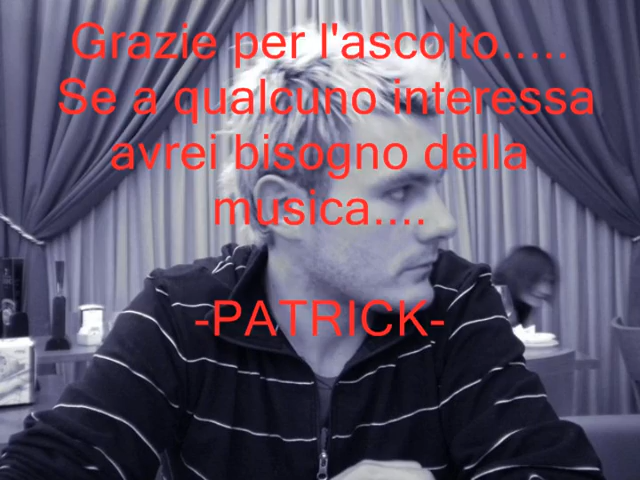 Grazie per l'ascolto.....
Se a qualcuno interessa
avrei bisogno della
musica....
-PATRICK-